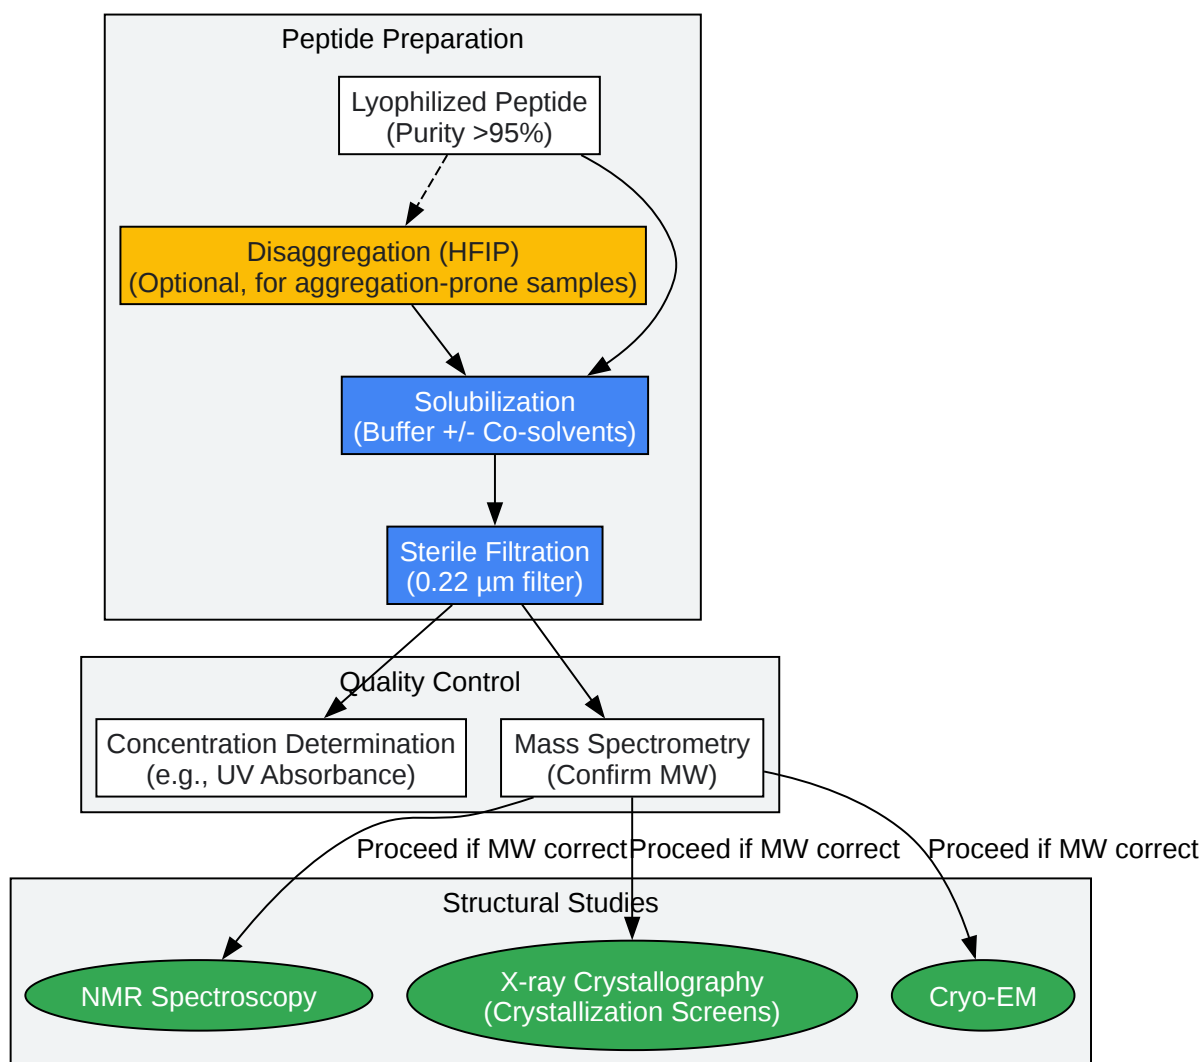 Peptide Preparation
Lyophilized Peptide
(Purity >95%)
Disaggregation (HFIP)
(Optional, for aggregation-prone samples)
Solubilization
(Buffer +/- Co-solvents)
Sterile Filtration
(0.22 µm filter)
Quality Control
Concentration Determination
(e.g., UV Absorbance)
Mass Spectrometry
(Confirm MW)
Proceed if MW correct
Proceed if MW correct
Proceed if MW correct
Structural Studies
NMR Spectroscopy
X-ray Crystallography
(Crystallization Screens)
Cryo-EM